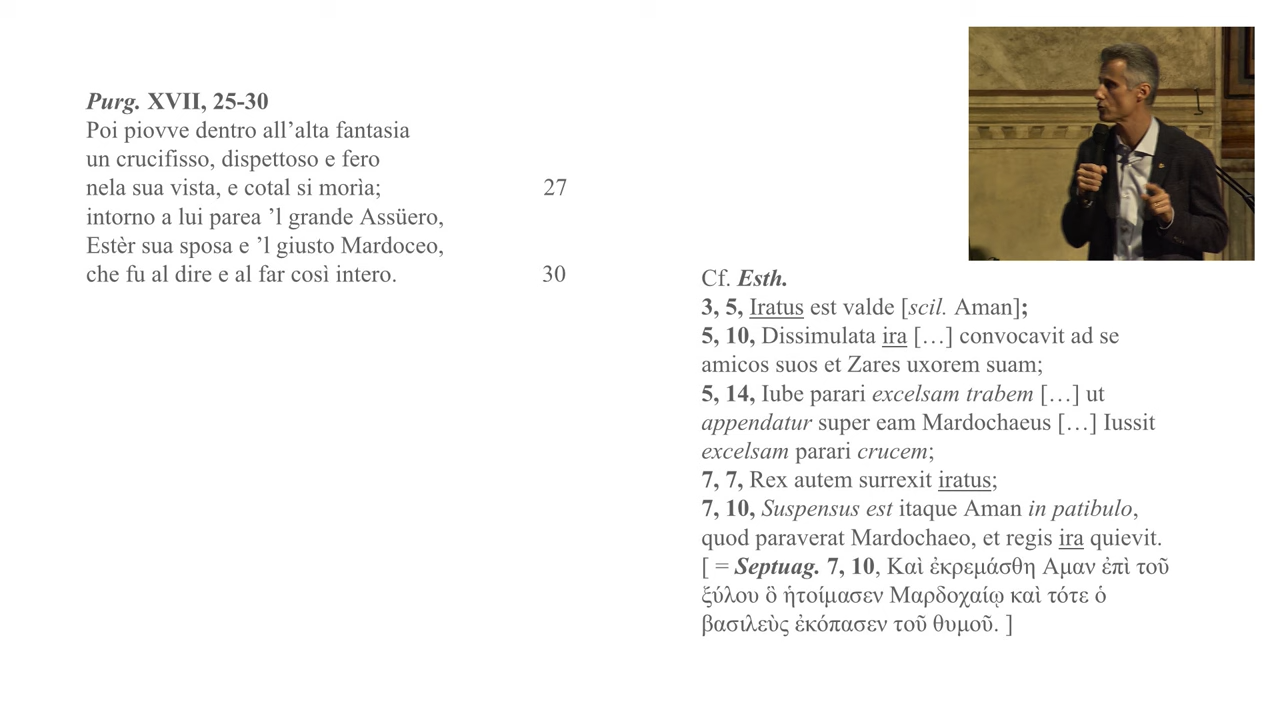 Purg. XVII, 25-30
Poi piovve dentro all’alta fantasia
un crucifisso, dispettoso e fero
nela sua vista, e cotal si morìa; 27
intorno a lui parea ’l grande Assüero,
Estèr sua sposa e ’l giusto Mardoceo,
che fu al dire e al far così intero. 30
Cf. Esth.
3, 5, Iratus est valde [scil. Aman];
5, 10, Dissimulata ira […] convocavit ad se
amicos suos et Zares uxorem suam;
5, 14, Iube parari excelsam trabem […] ut
appendatur super eam Mardochaeus […] Iussit
excelsam parari crucem;
7, 7, Rex autem surrexit iratus;
7, 10, Suspensus est itaque Aman in patibulo,
quod paraverat Mardochaeo, et regis ira quievit.
[ = Septuag. 7, 10, Καὶ ἐκρεμάσθη Αμαν ἐπὶ τοῦ
ξύλου ὃ ἡτοίμασεν Μαρδοχαίῳ καὶ τότε ὁ
βασιλεὺς ἐκόπασεν τοῦ θυμοῦ. ]